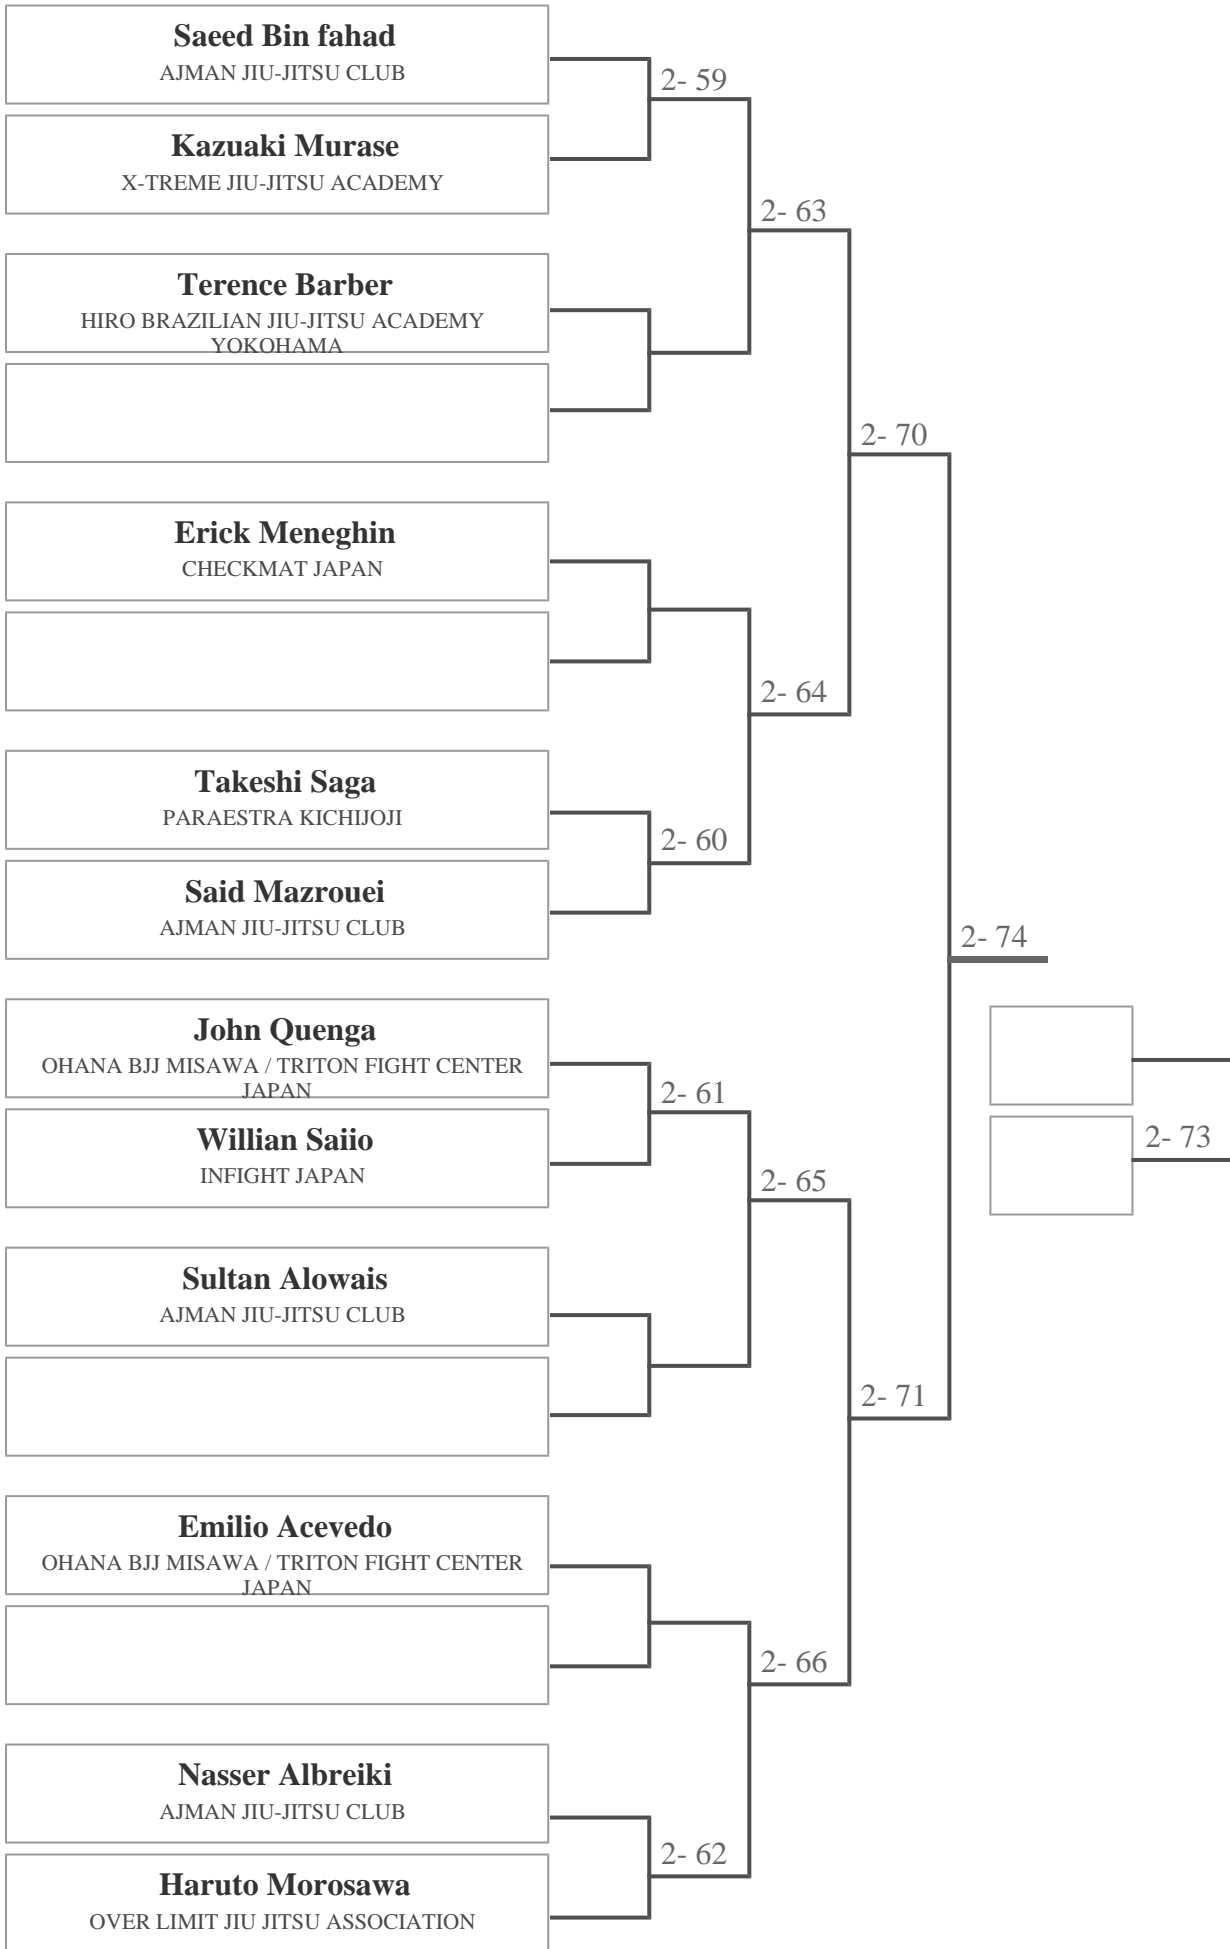 Saeed Bin fahad
AJMAN JIU-JITSU CLUB
2- 59
Kazuaki Murase
X-TREME JIU-JITSU ACADEMY
2- 63
Terence Barber
HIRO BRAZILIAN JIU-JITSU ACADEMY
YOKOHAMA
2- 70
Erick Meneghin
CHECKMAT JAPAN
2- 64
Takeshi Saga
PARAESTRA KICHIJOJI
2- 60
Said Mazrouei
AJMAN JIU-JITSU CLUB
2- 74
John Quenga
OHANA BJJ MISAWA / TRITON FIGHT CENTER
JAPAN
2- 61
Willian Saiio
INFIGHT JAPAN
2- 73
2- 65
Sultan Alowais
AJMAN JIU-JITSU CLUB
2- 71
Emilio Acevedo
OHANA BJJ MISAWA / TRITON FIGHT CENTER
JAPAN
2- 66
Nasser Albreiki
AJMAN JIU-JITSU CLUB
2- 62
Haruto Morosawa
OVER LIMIT JIU JITSU ASSOCIATION